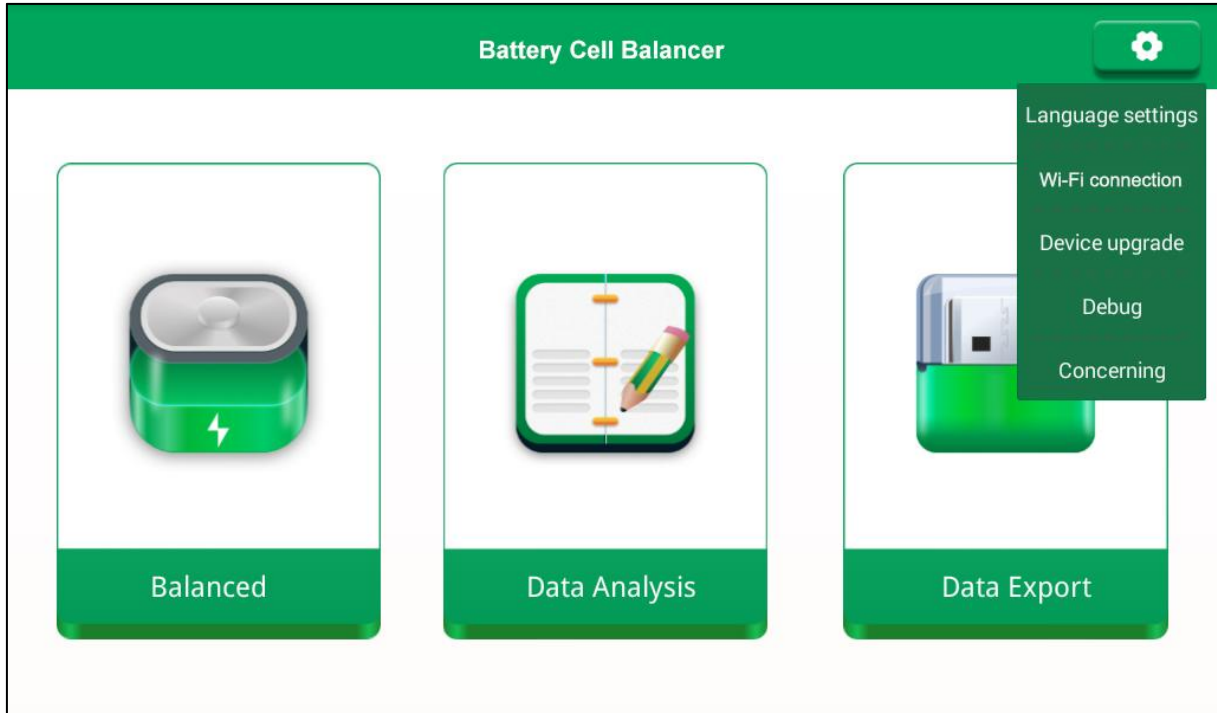 Battery Cell Balancer
Language settings
Wi-Fi connection
Device upgrade
Debug
Concerning
Balanced
Data Analysis
Data Export